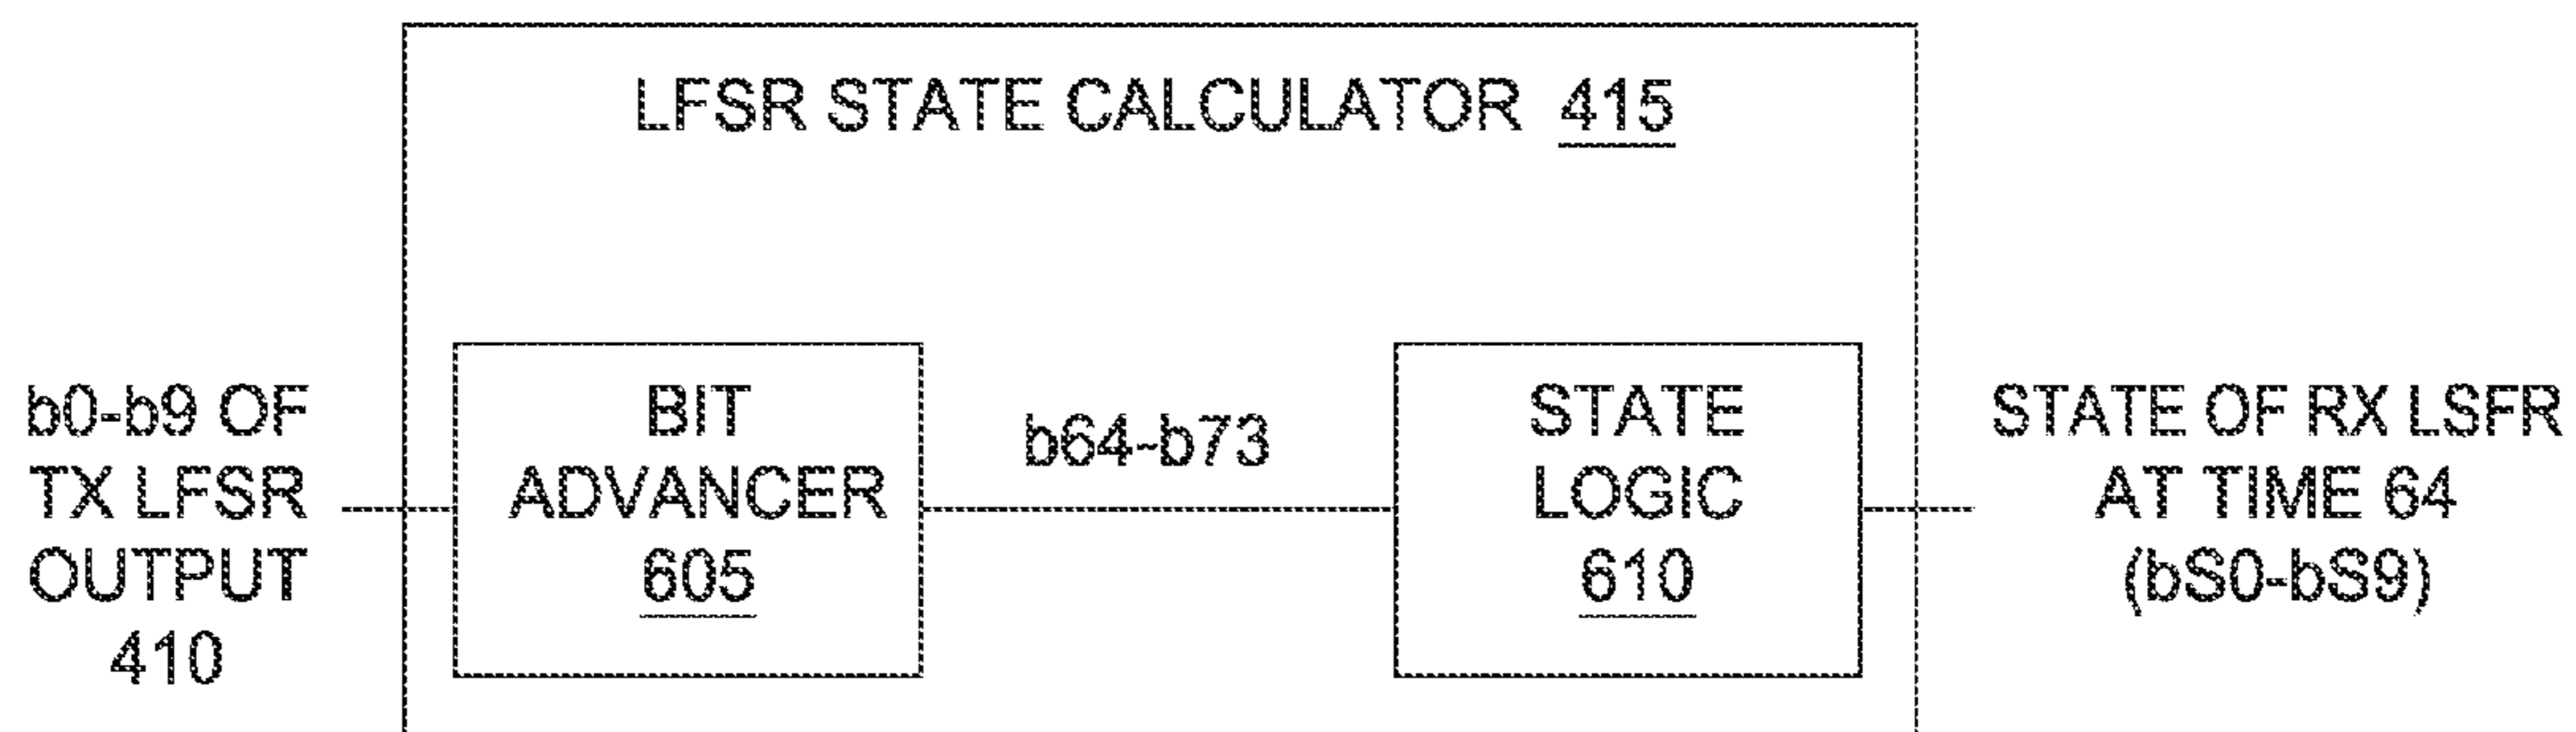 LFSR STATE CALCULATOR 415
b0-b9 OF
TX LFSR
OUTPUT
410
BIT
ADVANCER
605
b64-b73
STATE
LOGIC
610
STATE OF RX LSFR
AT TIME 64
(bS0-bS9)